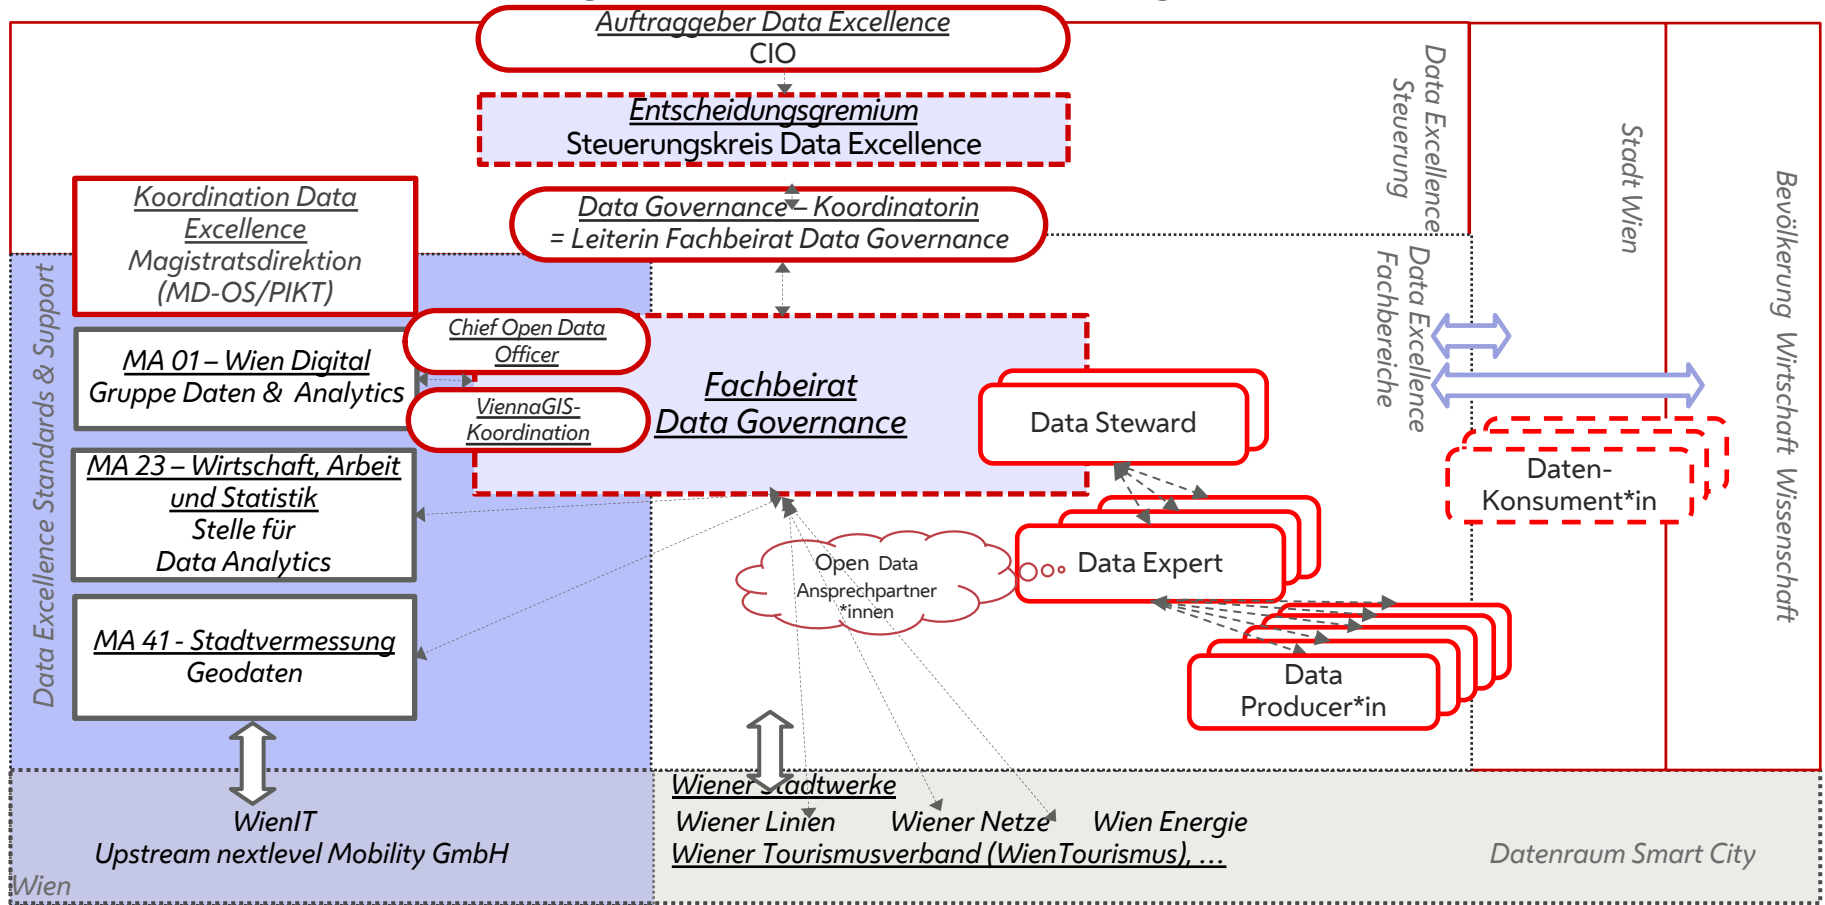 Auftraggeber Data Excellence
CIO
Entscheidungsgremium
Steuerungskreis Data Excellence
Data Governance – Koordinatorin
= Leiterin Fachbeirat Data Governance
Koordination Data
Excellence
Magistratsdirektion
(MD-OS/PIKT)
Data Excellence
Steuerung
Stadt Wien
Bevölkerung Wirtschaft Wissenschaft
Data Excellence Standards & Support
Data Excellence
Fachbereiche
Chief Open Data
Officer
MA 01 – Wien Digital
Gruppe Daten & Analytics
ViennaGIS-
Koordination
Fachbeirat
Data Governance
Data Steward
MA 23 – Wirtschaft, Arbeit
und Statistik
Stelle für
Data Analytics
Daten-
Konsument*in
Open Data
Ansprechpartner
*innen
Data Expert
MA 41 - Stadtvermessung
Geodaten
Data
Producer*in
WienIT
Upstream nextlevel Mobility GmbH
Wien
Wiener Stadtwerke
Wiener Linien Wiener Netze Wien Energie
Wiener Tourismusverband (WienTourismus), ...
Datenraum Smart City